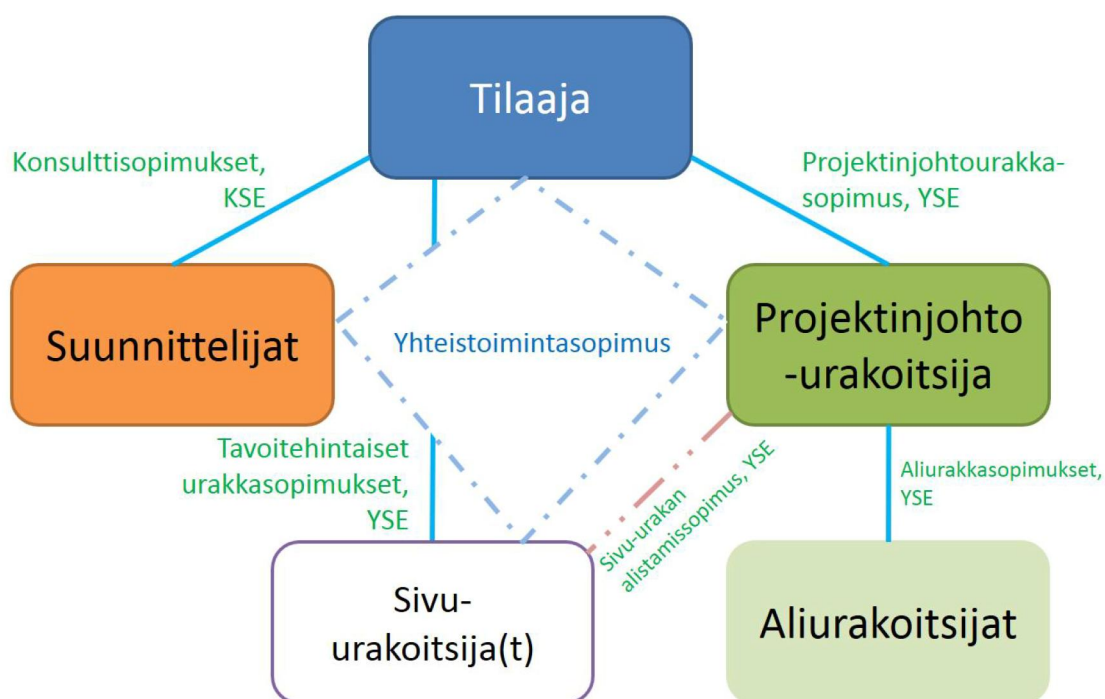 Tilaaja
Konsulttisopimukset,
KSE
Projektinjohtourakka-
sopimus, YSE
Suunnittelijat
Yhteistoimintasopimus
Projektinjohto
-urakoitsija
Tavoitehintaiset
urakkasopimukset,
YSE
Sivu-urakan
alistamissopimus, YSE
Aliurakkasopimukset,
YSE
Sivu-
urakoitsija(t)
Aliurakoitsijat